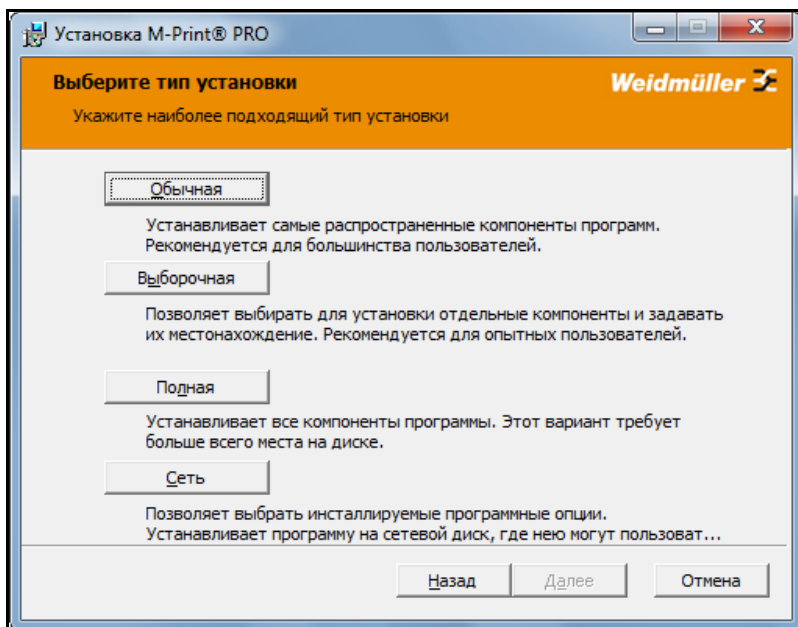 Установка M-Print® PRO
Выберите тип установки
Weidmüller
Укажите наиболее подходящий тип установки
Обычная
Устанавливает самые распространенные компоненты программ.
Рекомендуется для большинства пользователей.
Выборочная
Позволяет выбирать для установки отдельные компоненты и задавать
их местонахождение. Рекомендуется для опытных пользователей.
Полная
Устанавливает все компоненты программы. Этот вариант требует
больше всего места на диске.
Сеть
Позволяет выбрать инсталлируемые программные опции.
Устанавливает программу на сетевой диск, где нею могут пользоват...
Назад
Далее
Отмена